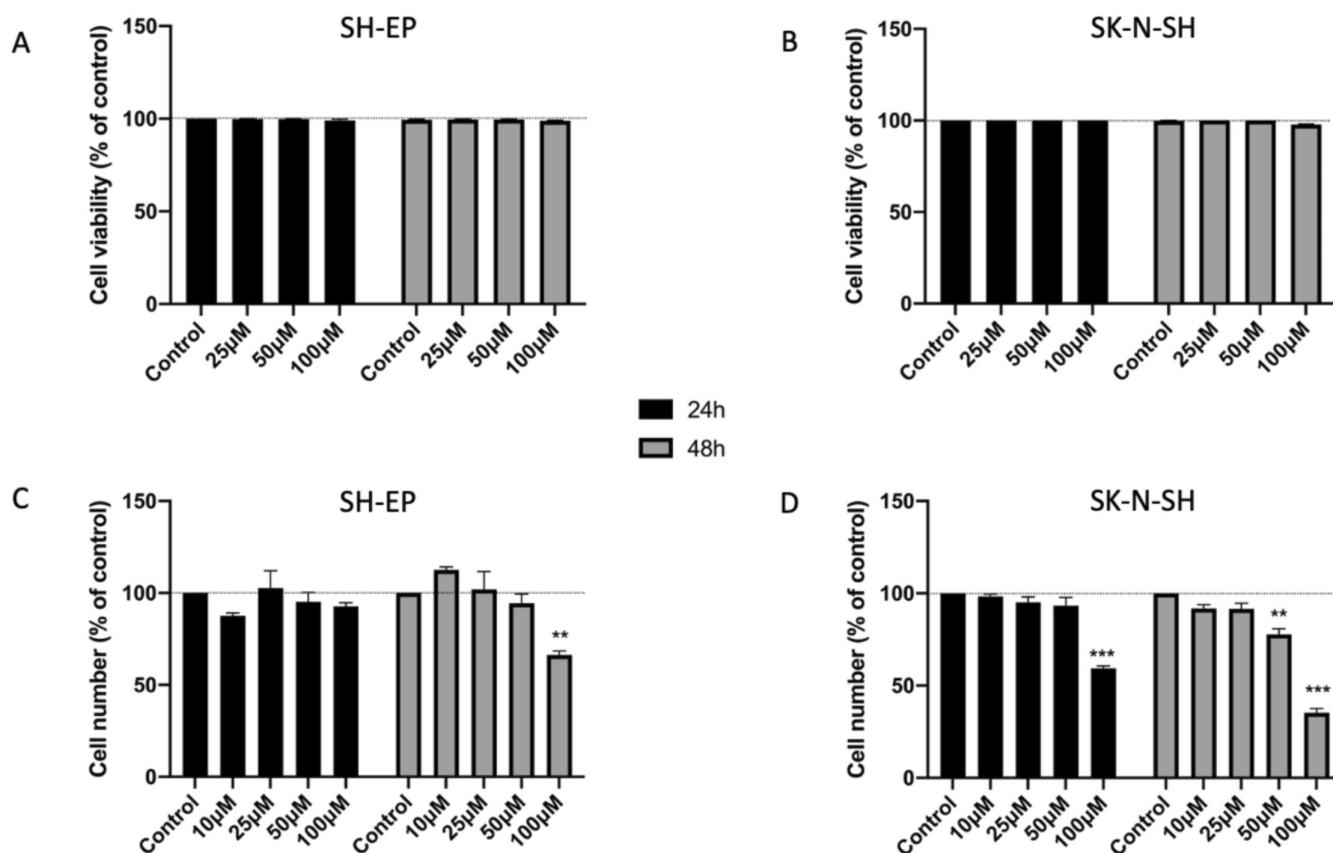 A
SH-EP
Cell viability (% of control)
150
100
50
0
Control
25µM
50µM
100µM
Control
25µM
50µM
100µM
B
SK-N-SH
Cell viability (% of control)
150
100
50
0
Control
25µM
50µM
100µM
Control
25µM
50µM
100µM
24h
48h
C
SH-EP
Cell number (% of control)
150
100
50
0
**
Control
10µM
25µM
50µM
100µM
Control
10µM
25µM
50µM
100µM
D
SK-N-SH
Cell number (% of control)
150
100
50
0
***
**
***
Control
10µM
25µM
50µM
100µM
Control
10µM
25µM
50µM
100µM